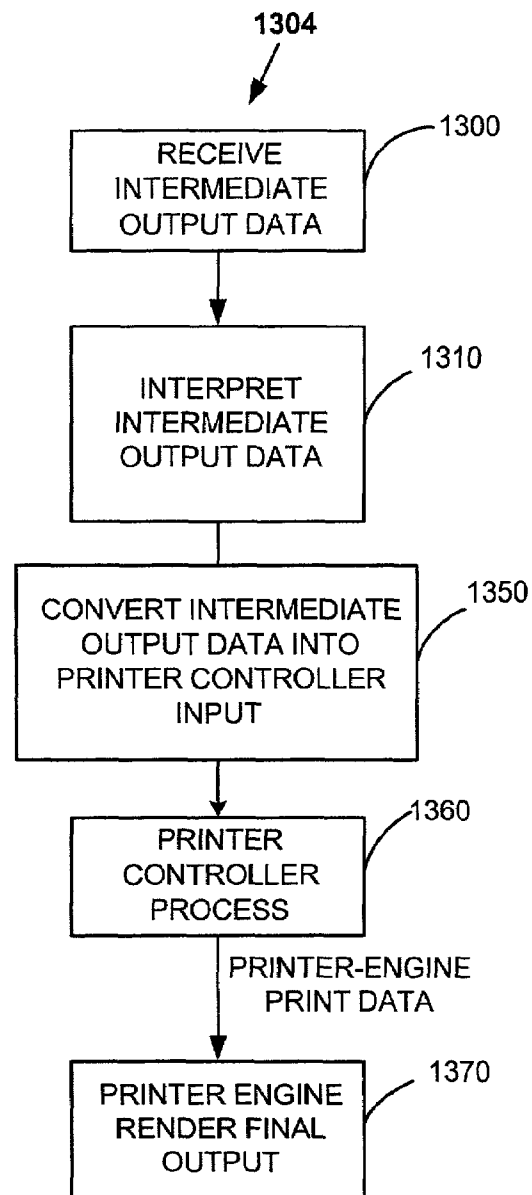 1304
1300
RECEIVE
INTERMEDIATE
OUTPUT DATA
1310
INTERPRET
INTERMEDIATE
OUTPUT DATA
1350
CONVERT INTERMEDIATE
OUTPUT DATA INTO
PRINTER CONTROLLER
INPUT
1360
PRINTER
CONTROLLER
PROCESS
PRINTER-ENGINE
PRINT DATA
1370
PRINTER ENGINE
RENDER FINAL
OUTPUT